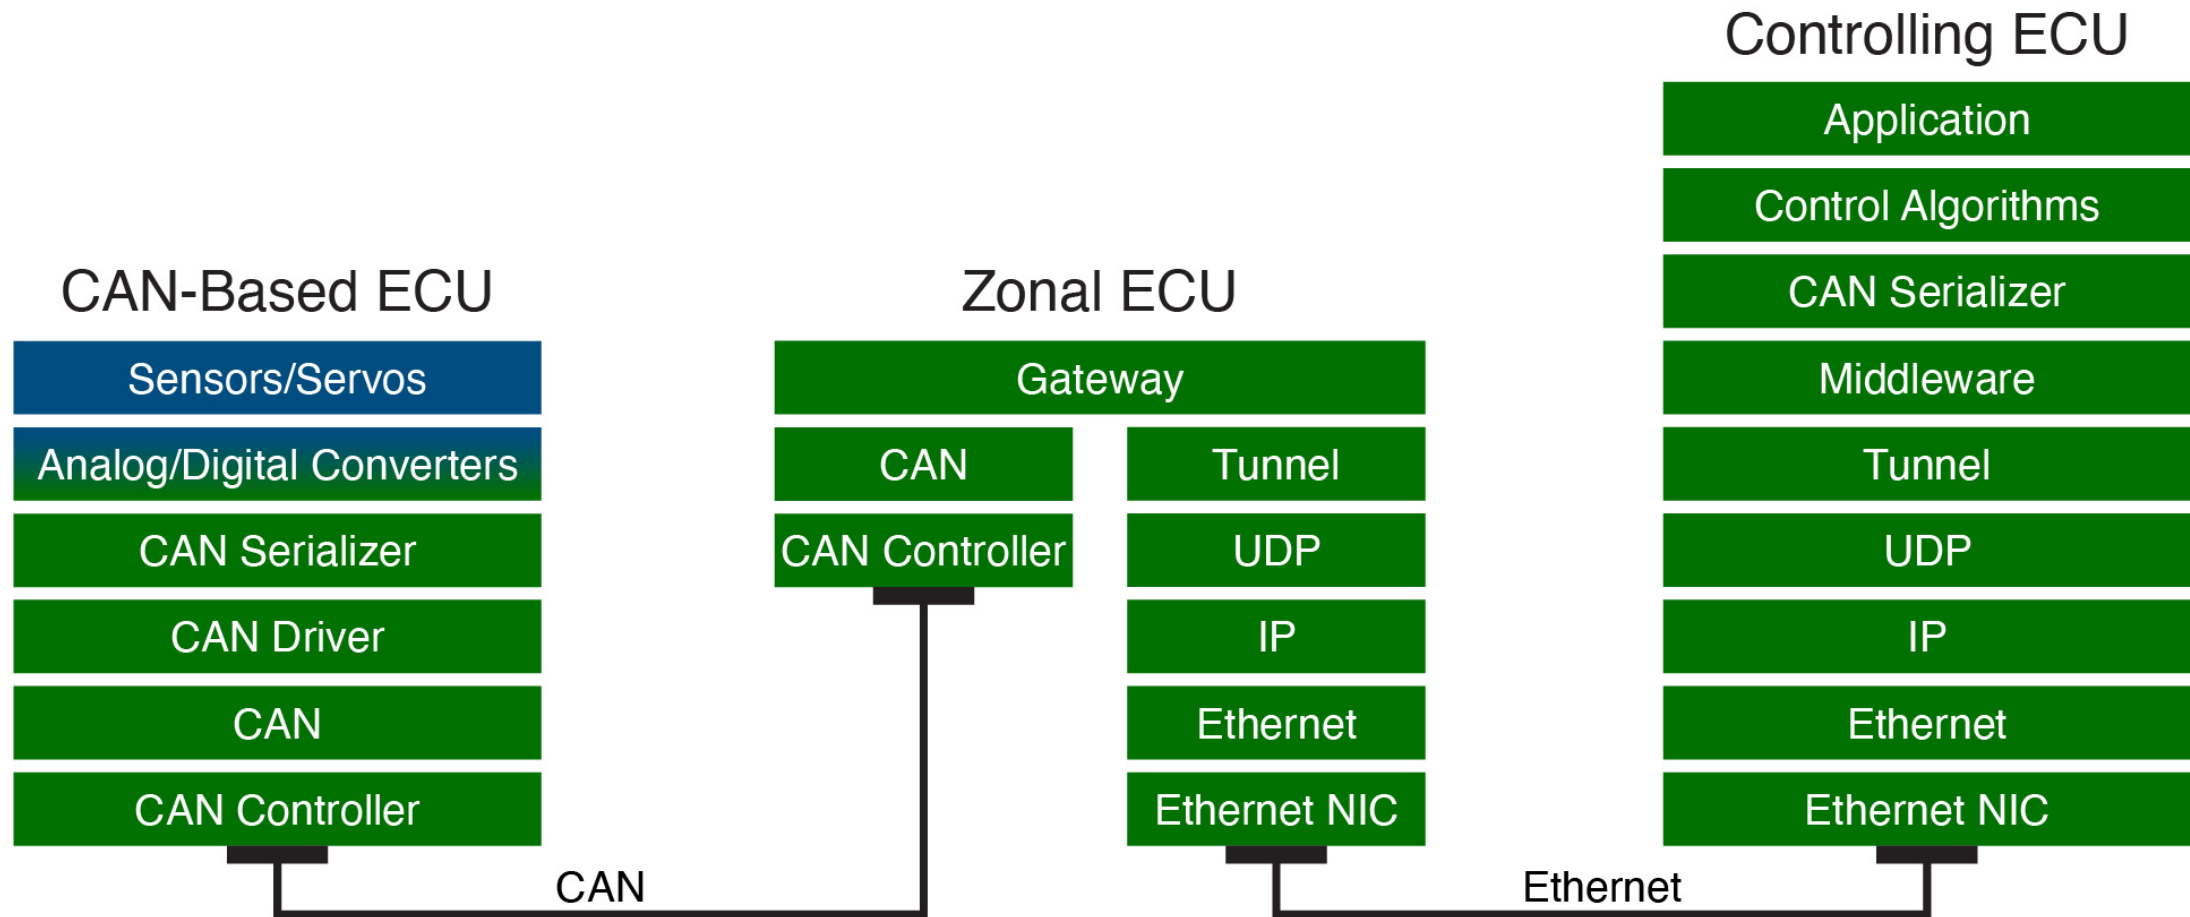 Controlling ECU
Application
Control Algorithms
CAN Serializer
Middleware
Tunnel
UDP
IP
Ethernet
Ethernet NIC
CAN-Based ECU
Sensors/Servos
Analog/Digital Converters
CAN Serializer
CAN Driver
CAN
CAN Controller
Zonal ECU
Gateway
CAN
CAN Controller
Tunnel
UDP
IP
Ethernet
Ethernet NIC
CAN
Ethernet